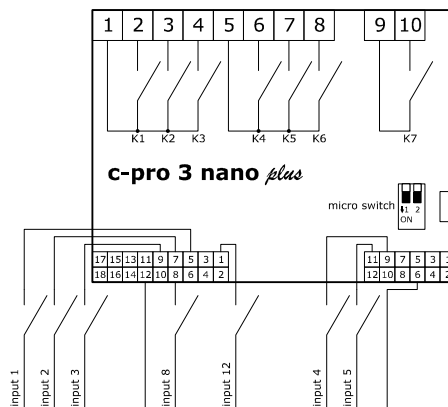 1 2 3 4 5 6 7 8 9 10
K1 K2 K3 K4 K5 K6 K7
c-pro 3 nano plus
micro switch
1 2
ON
17 15 13 11 9 7 5 3 1
18 16 14 12 10 8 6 4 2
11 9 7 5 3 1
12 10 8 6 4 2
input 1
input 2
input 3
input 8
input 12
input 4
input 5